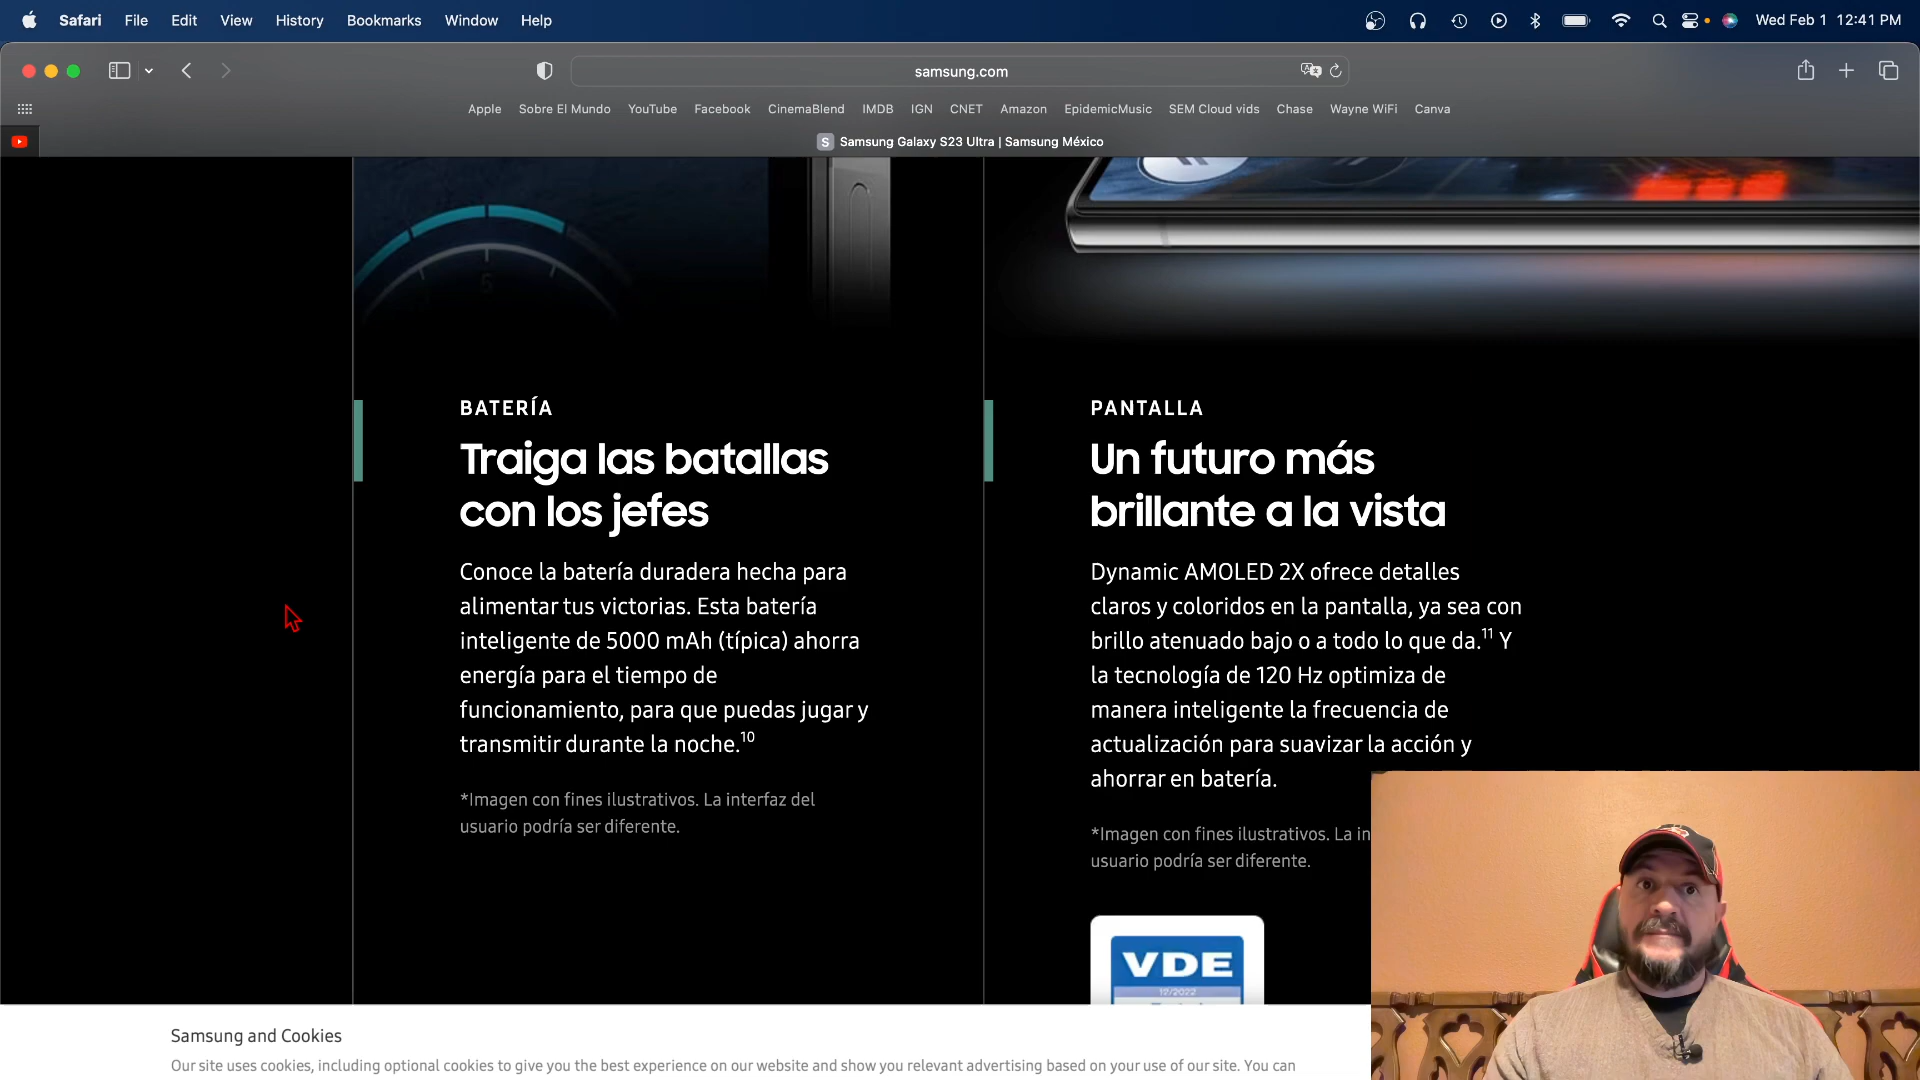 Safari File Edit View History Bookmarks Window Help Wed Feb 1 12:41 PM
samsung.com
Apple Sobre El Mundo YouTube Facebook CinemaBlend IMDB IGN CNET Amazon EpidemicMusic SEM Cloud vids Chase Wayne WiFi Canva
S Samsung Galaxy S23 Ultra | Samsung México
5
BATERÍA
Traiga las batallas
con los jefes
Conoce la batería duradera hecha para
alimentar tus victorias. Esta batería
inteligente de 5000 mAh (típica) ahorra
energía para el tiempo de
funcionamiento, para que puedas jugar y
transmitir durante la noche.10
*Imagen con fines ilustrativos. La interfaz del
usuario podría ser diferente.
PANTALLA
Un futuro más
brillante a la vista
Dynamic AMOLED 2X ofrece detalles
claros y coloridos en la pantalla, ya sea con
brillo atenuado bajo o a todo lo que da.11 Y
la tecnología de 120 Hz optimiza de
manera inteligente la frecuencia de
actualización para suavizar la acción y
ahorrar en batería.
*Imagen con fines ilustrativos. La in
usuario podría ser diferente.
VDE
12/2022
Samsung and Cookies
Our site uses cookies, including optional cookies to give you the best experience on our website and show you relevant advertising based on your use of our site. You can